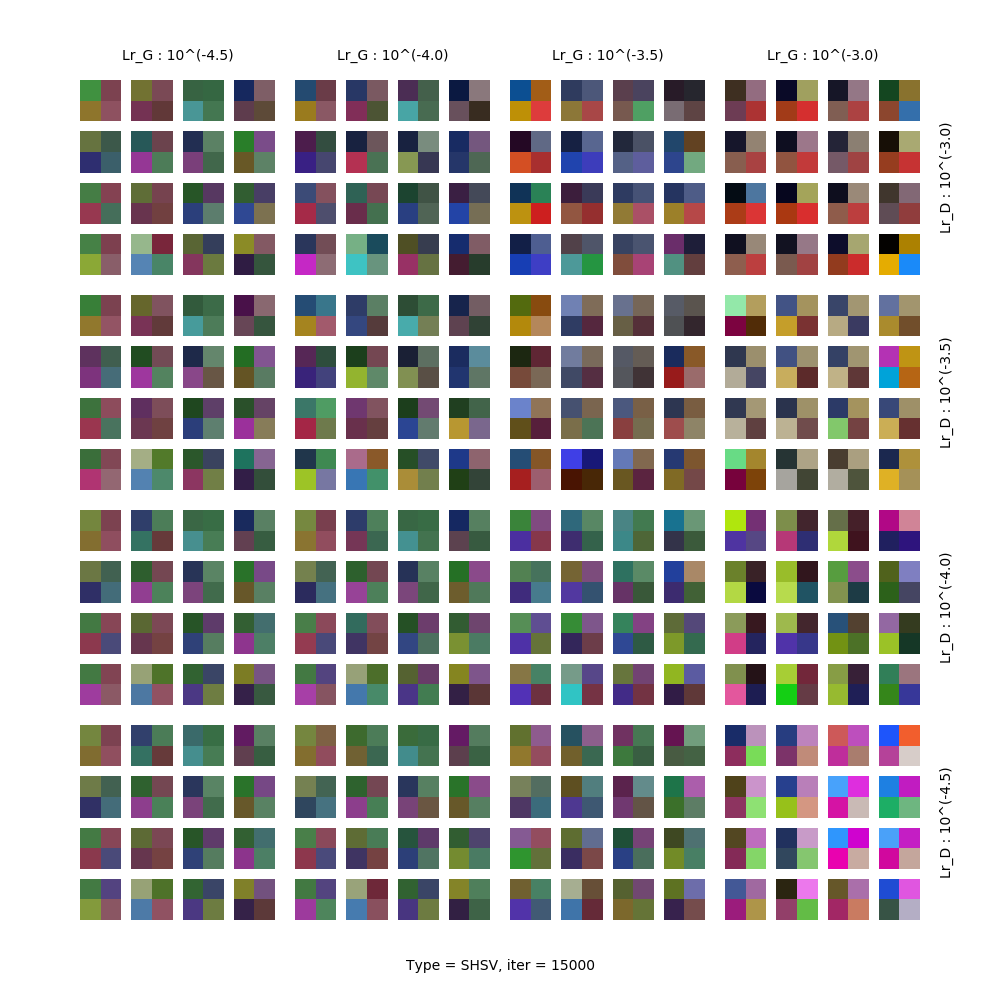 Lr_G : 10^(-4.5)
Lr_G : 10^(-4.0)
Lr_G : 10^(-3.5)
Lr_G : 10^(-3.0)
Lr_D : 10^(-3.0)
Lr_D : 10^(-3.5)
Lr_D : 10^(-4.0)
Lr_D : 10^(-4.5)
Type = SHSV, iter = 15000